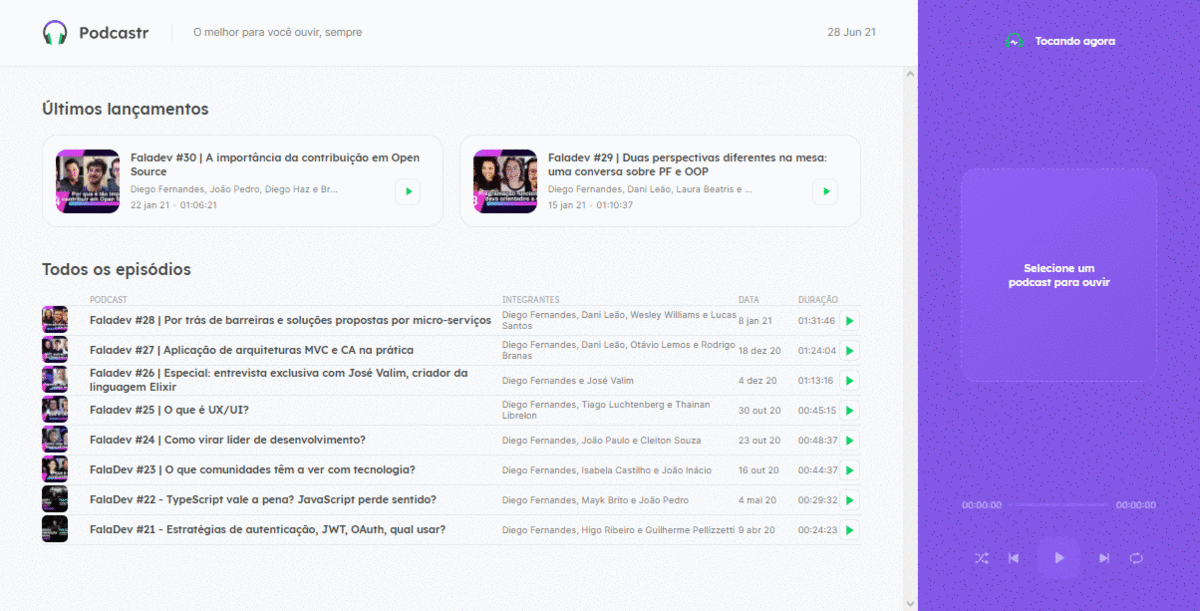 Podcastr
O melhor para você ouvir, sempre
28 Jun 21
Últimos lançamentos
Faladev #30 | A importância da contribuição em Open
Source
Diego Fernandes, João Pedro, Diego Haz e Br...
22 jan 21 · 01:06:21
Faladev #29 | Duas perspectivas diferentes na mesa:
uma conversa sobre PF e OOP
Diego Fernandes, Dani Leão, Laura Beatris e ...
15 jan 21 · 01:10:37
Todos os episódios
PODCAST INTEGRANTES DATA DURAÇÃO
Faladev #28 | Por trás de barreiras e soluções propostas por micro-serviços
Diego Fernandes, Dani Leão, Wesley Williams e Lucas
Santos
8 jan 21 01:31:46
Faladev #27 | Aplicação de arquiteturas MVC e CA na prática
Diego Fernandes, Dani Leão, Otávio Lemos e Rodrigo
Branas
18 dez 20 01:24:04
Faladev #26 | Especial: entrevista exclusiva com José Valim, criador da
linguagem Elixir
Diego Fernandes e José Valim
4 dez 20 01:13:16
Faladev #25 | O que é UX/UI?
Diego Fernandes, Tiago Luchtenberg e Thainan
Librelon
30 out 20 00:45:15
Faladev #24 | Como virar lider de desenvolvimento?
Diego Fernandes, João Paulo e Cleiton Souza
23 out 20 00:48:37
FalaDev #23 | O que comunidades têm a ver com tecnologia?
Diego Fernandes, Isabela Castilho e João Inácio
16 out 20 00:44:37
FalaDev #22 - TypeScript vale a pena? JavaScript perde sentido?
Diego Fernandes, Mayk Brito e João Pedro
4 mai 20 00:29:32
FalaDev #21 - Estratégias de autenticação, JWT, OAuth, qual usar?
Diego Fernandes, Higo Ribeiro e Guilherme Pellizzetti
9 abr 20 00:24:23
Tocando agora
Selecione um
podcast para ouvir
00:00:00 00:00:00